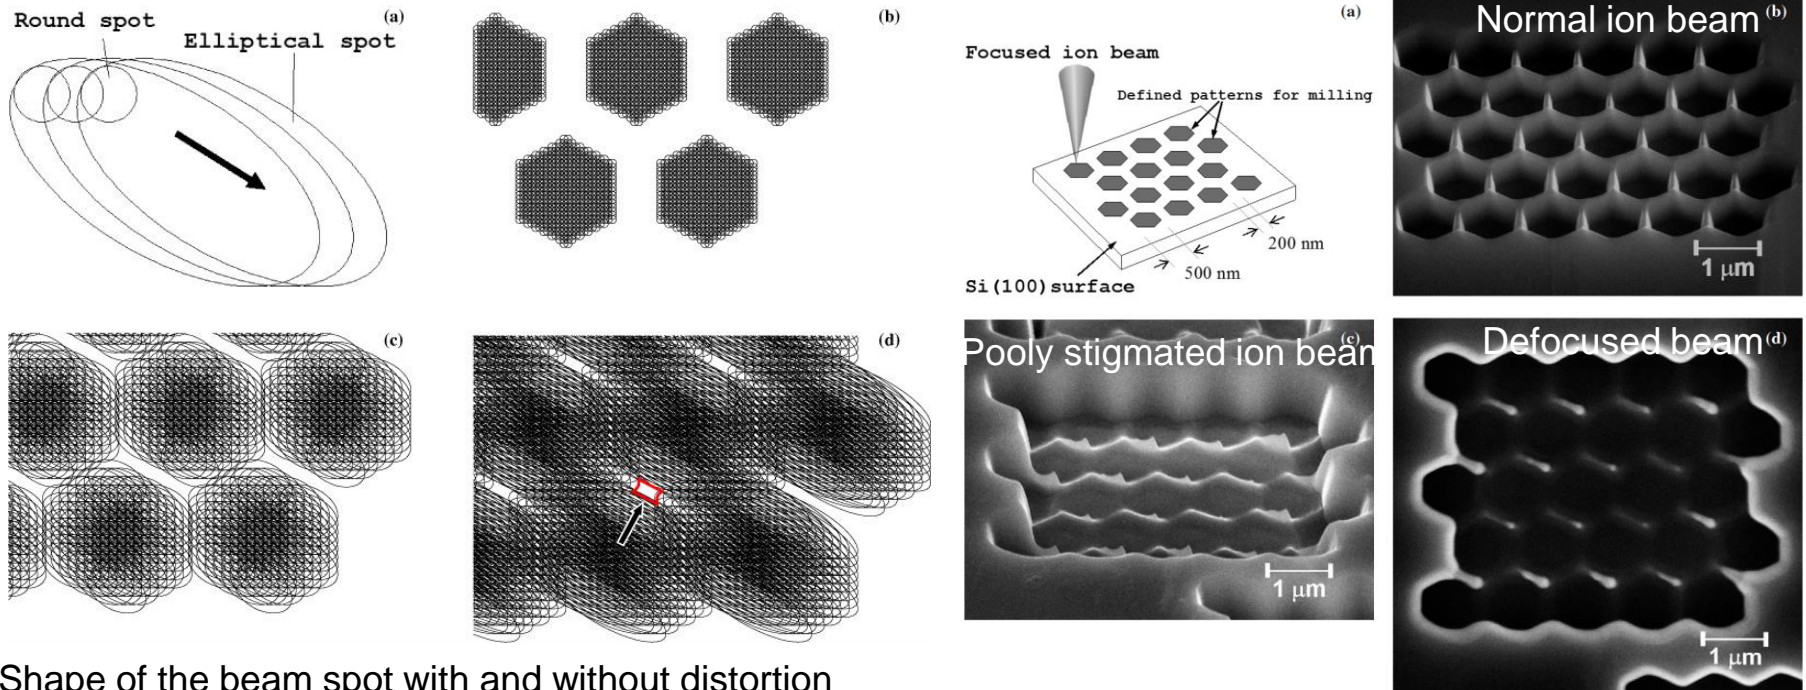 Round spot
(a)
Elliptical spot
(b)
(c)
(d)
Shape of the beam spot with and without distortion
(a)
Focused ion beam
Defined patterns for milling
200 nm
500 nm
Si(100)surface
Normal ion beam (b)
1 μm
(c)
Pooly stigmated ion beam
1 μm
Defocused beam (d)
1 μm